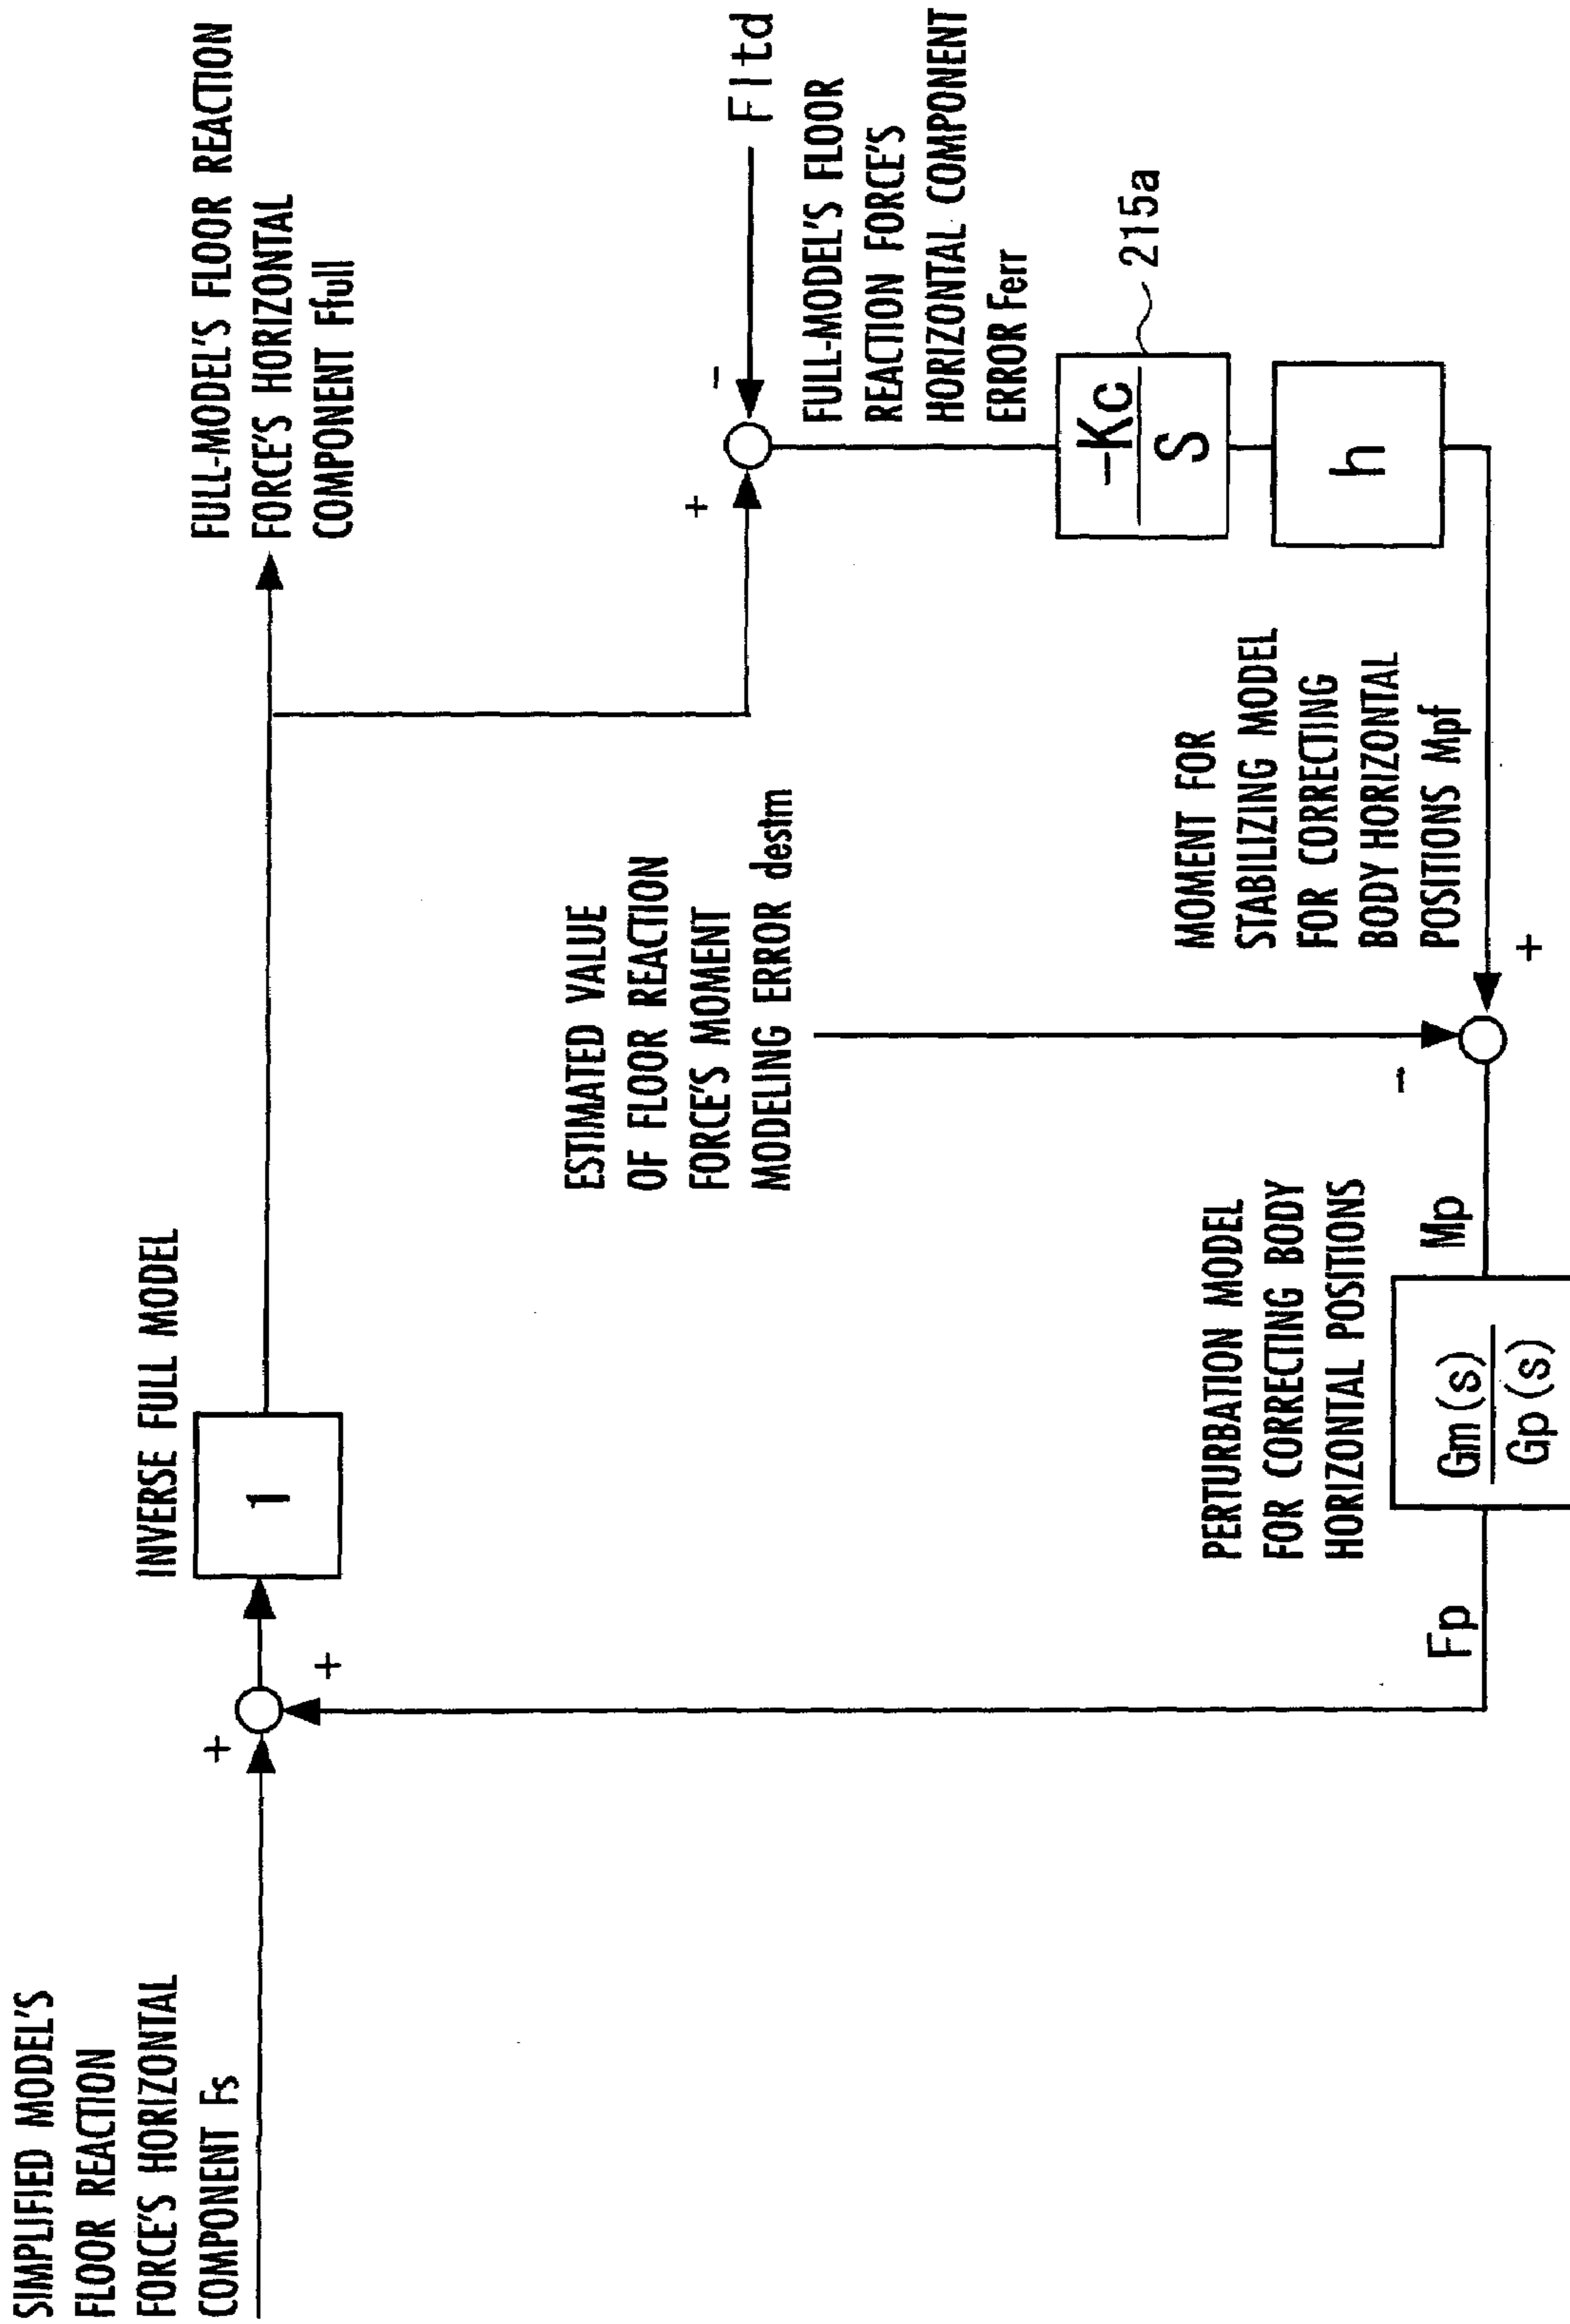 SIMPLIFIED MODEL'S
FLOOR REACTION
FORCE'S HORIZONTAL
COMPONENT Fs
+
+
INVERSE FULL MODEL
1
FULL-MODEL'S FLOOR REACTION
FORCE'S HORIZONTAL
COMPONENT Ffull
+
-
Fltd
FULL-MODEL'S FLOOR
REACTION FORCE'S
HORIZONTAL COMPONENT
ERROR Ferr
-Kc
S
215a
h
ESTIMATED VALUE
OF FLOOR REACTION
FORCE'S MOMENT
MODELING ERROR destm
MOMENT FOR
STABILIZING MODEL
FOR CORRECTING
BODY HORIZONTAL
POSITIONS Mpf
+
-
PERTURBATION MODEL
FOR CORRECTING BODY
HORIZONTAL POSITIONS
Mp
Gm(s)
Gp(s)
Fp